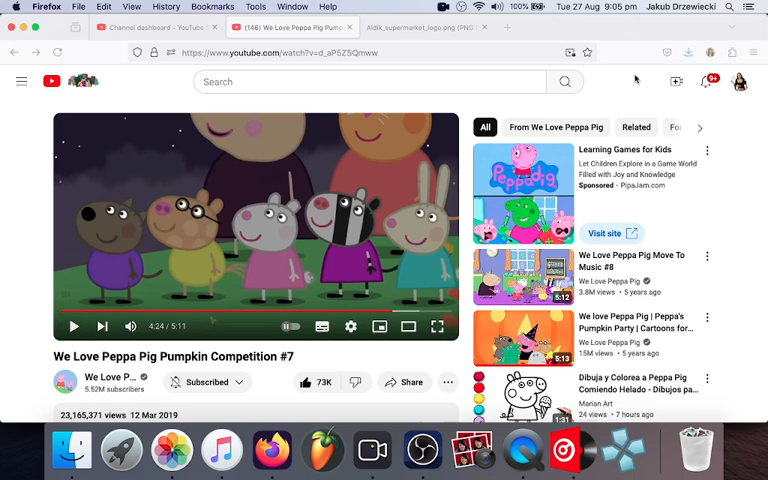 Firefox File Edit View History Bookmarks Tools Window Help 100% Tue 27 Aug 9:05 pm Jakub Drzewiecki
Channel dashboard - YouTube (146) We Love Peppa Pig Pump Aldik_supermarket_logo.png (PNG I
https://www.youtube.com/watch?v=d_aP5ZSQmww
Search
9+
All From We Love Peppa Pig Related For
Learning Games for Kids
Let Children Explore in a Game World
Filled with Joy and Knowledge
Sponsored · PipaJam.com
Visit site
We Love Peppa Pig Move To
Music #8
We Love Peppa Pig
3.8M views · 5 years ago
5:12
We love Peppa Pig | Peppa's
Pumpkin Party | Cartoons for...
We Love Peppa Pig
15M views · 5 years ago
5:13
Dibuja y Colorea a Peppa Pig
Comiendo Helado - Dibujos pa...
Marian Art
24 views · 7 hours ago
1:31
4:24 / 5:11
We Love Peppa Pig Pumpkin Competition #7
We Love P...
5.52M subscribers
Subscribed
73K
Share
23,165,371 views 12 Mar 2019